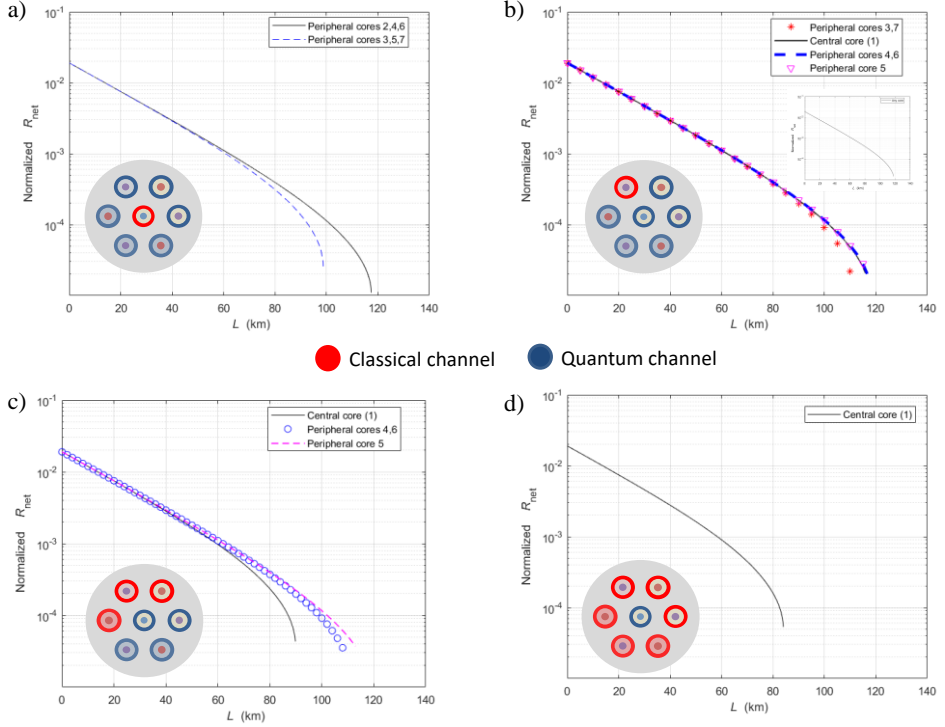 a)
10⁻¹
10⁻²
10⁻³
10⁻⁴
Normalized R_net
Peripheral cores 2,4,6
Peripheral cores 3,5,7
0 20 40 60 80 100 120 140
L (km)
b)
10⁻¹
10⁻²
10⁻³
10⁻⁴
Normalized R_net
Peripheral cores 3,7
Central core (1)
Peripheral cores 4,6
Peripheral core 5
0 20 40 60 80 100 120 140
L (km)
Classical channel
Quantum channel
c)
10⁻¹
10⁻²
10⁻³
10⁻⁴
Normalized R_net
Central core (1)
Peripheral cores 4,6
Peripheral core 5
0 20 40 60 80 100 120 140
L (km)
d)
10⁻¹
10⁻²
10⁻³
10⁻⁴
Normalized R_net
Central core (1)
0 20 40 60 80 100 120 140
L (km)